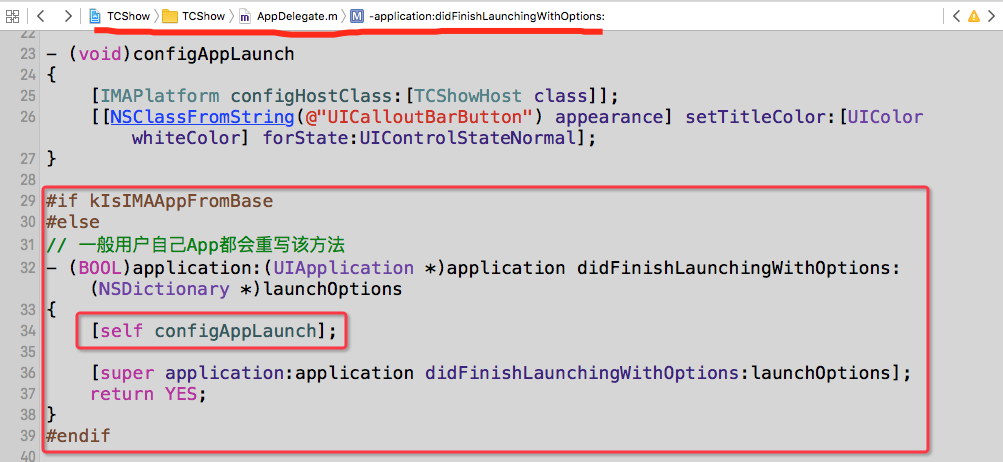 TCShow TCShow AppDelegate.m M -application:didFinishLaunchingWithOptions:
22
23 - (void)configAppLaunch
24 {
25 [IMAPlatform configHostClass:[TCShowHost class]];
26 [[NSClassFromString(@"UICalloutBarButton") appearance] setTitleColor:[UIColor
whiteColor] forState:UIControlStateNormal];
27 }
28
29 #if kIsIMAAppFromBase
30 #else
31 // 一般用户自己App都会重写该方法
32 - (BOOL)application:(UIApplication *)application didFinishLaunchingWithOptions:
(NSDictionary *)launchOptions
33 {
34 [self configAppLaunch];
35
36 [super application:application didFinishLaunchingWithOptions:launchOptions];
37 return YES;
38 }
39 #endif
40